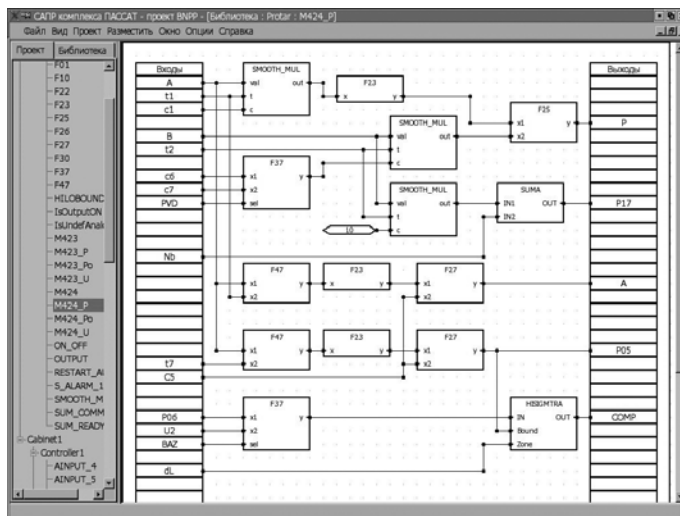 САПР комплекса ПАССАТ - проект BNPP - [Библиотека : Protar : M424_P]
Файл Вид Проект Разместить Окно Опции Справка
Проект Библиотека
F01
F10
F22
F23
F25
F26
F27
F30
F37
F47
HILOBOUND
IsOutputON
IsUndefAnal
M423
M423_P
M423_Po
M423_U
M424
M424_P
M424_Po
M424_U
ON_OFF
OUTPUT
RESTART_AI
S_ALARM_1
SMOOTH_M
SUM_COMM
SUM_READY
Cabinet1
Controller1
AINPUT_4
AINPUT_5
Входы
A
t1
c1
B
t2
c6
c7
PVD
Nb
t7
C5
P06
U2
BAZ
dL
SMOOTH_MUL
val out
t
c
F23
x y
SMOOTH_MUL
val out
t
c
F25
x1 y
x2
F37
x1 y
x2
sel
SMOOTH_MUL
val out
t
c
10
SUMA
IN1 OUT
IN2
F47
x1 y
x2
F23
x y
F27
x1 y
x2
F47
x1 y
x2
F23
x y
F27
x1 y
x2
F37
x1 y
x2
sel
HISIGMTRA
IN OUT
Bound
Zone
Выходы
P
P17
A
P05
COMP